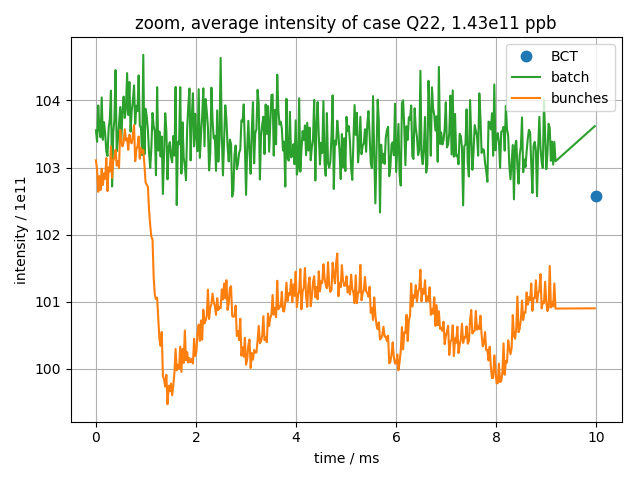 zoom, average intensity of case Q22, 1.43e11 ppb
BCT
batch
bunches
104
103
102
101
100
intensity / 1e11
0 2 4 6 8 10
time / ms